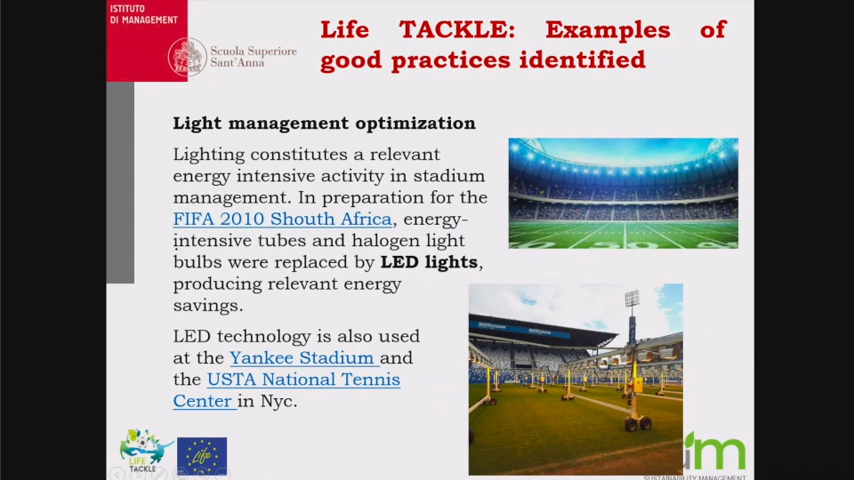 ISTITUTO
DI MANAGEMENT
Scuola Superiore
Sant'Anna
Life TACKLE: Examples of
good practices identified
Light management optimization
Lighting constitutes a relevant
energy intensive activity in stadium
management. In preparation for the
FIFA 2010 Shouth Africa, energy-
intensive tubes and halogen light
bulbs were replaced by LED lights,
producing relevant energy
savings.
LED technology is also used
at the Yankee Stadium and
the USTA National Tennis
Center in Nyc.
LIFE
TACKLE
Life
SUSTAINABILITY MANAGEMENT